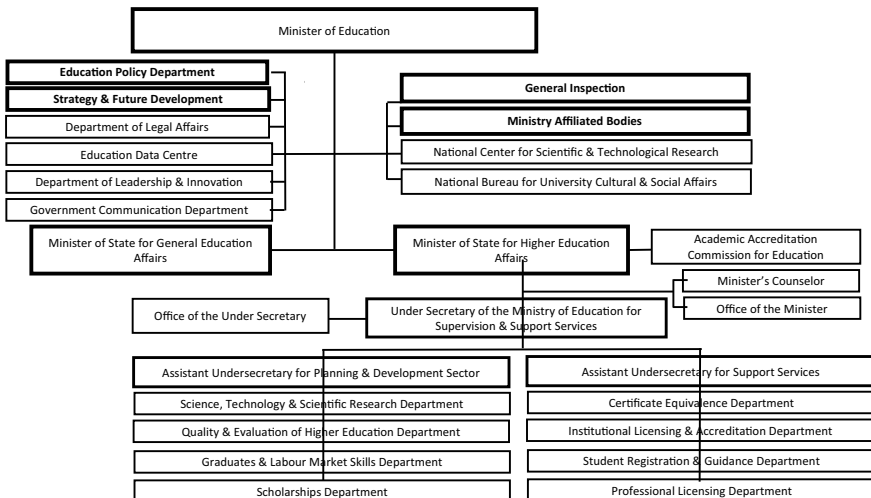 Minister of Education
Education Policy Department
Strategy & Future Development
Department of Legal Affairs
Education Data Centre
Department of Leadership & Innovation
Government Communication Department
General Inspection
Ministry Affiliated Bodies
National Center for Scientific & Technological Research
National Bureau for University Cultural & Social Affairs
Minister of State for General Education
Affairs
Minister of State for Higher Education
Affairs
Academic Accreditation
Commission for Education
Minister’s Counselor
Office of the Minister
Office of the Under Secretary
Under Secretary of the Ministry of Education for
Supervision & Support Services
Assistant Undersecretary for Planning & Development Sector
Science, Technology & Scientific Research Department
Quality & Evaluation of Higher Education Department
Graduates & Labour Market Skills Department
Scholarships Department
Assistant Undersecretary for Support Services
Certificate Equivalence Department
Institutional Licensing & Accreditation Department
Student Registration & Guidance Department
Professional Licensing Department